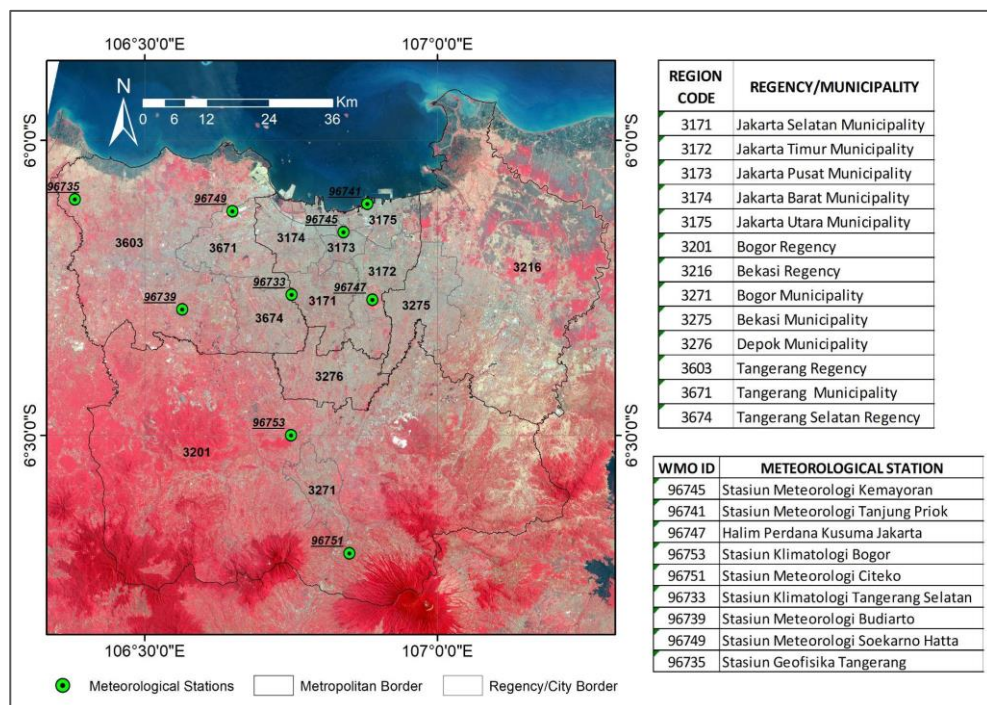 106°30'0"E 107°0'0"E
N
Km
0 6 12 24 36
6°0'0"S 6°0'0"S
96735
96749
96741
96745
3175
3174
3173
3603
3671
3172
3216
96733
96747
96739
3171
3275
3674
3276
96753
6°30'0"S 6°30'0"S
3201
3271
96751
106°30'0"E 107°0'0"E
Meteorological Stations Metropolitan Border Regency/City Border
REGION CODE REGENCY/MUNICIPALITY
3171 Jakarta Selatan Municipality
3172 Jakarta Timur Municipality
3173 Jakarta Pusat Municipality
3174 Jakarta Barat Municipality
3175 Jakarta Utara Municipality
3201 Bogor Regency
3216 Bekasi Regency
3271 Bogor Municipality
3275 Bekasi Municipality
3276 Depok Municipality
3603 Tangerang Regency
3671 Tangerang Municipality
3674 Tangerang Selatan Regency
WMO ID METEOROLOGICAL STATION
96745 Stasiun Meteorologi Kemayoran
96741 Stasiun Meteorologi Tanjung Priok
96747 Halim Perdana Kusuma Jakarta
96753 Stasiun Klimatologi Bogor
96751 Stasiun Meteorologi Citeko
96733 Stasiun Klimatologi Tangerang Selatan
96739 Stasiun Meteorologi Budiarto
96749 Stasiun Meteorologi Soekarno Hatta
96735 Stasiun Geofisika Tangerang